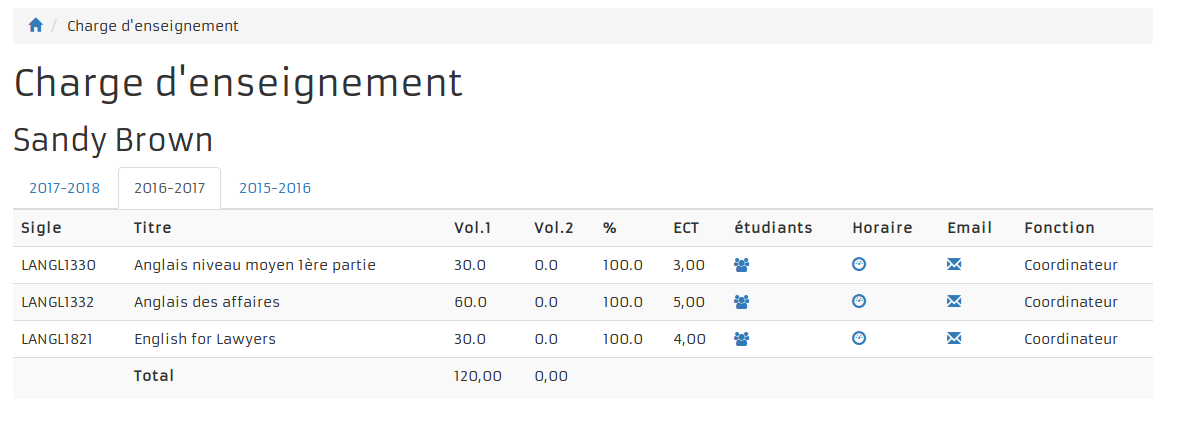 / Charge d'enseignement
Charge d'enseignement
Sandy Brown
2017-2018 2016-2017 2015-2016
Sigle Titre Vol.1 Vol.2 % ECT étudiants Horaire Email Fonction
LANGL1330 Anglais niveau moyen 1ère partie 30.0 0.0 100.0 3,00 Coordinateur
LANGL1332 Anglais des affaires 60.0 0.0 100.0 5,00 Coordinateur
LANGL1821 English for Lawyers 30.0 0.0 100.0 4,00 Coordinateur
Total 120,00 0,00